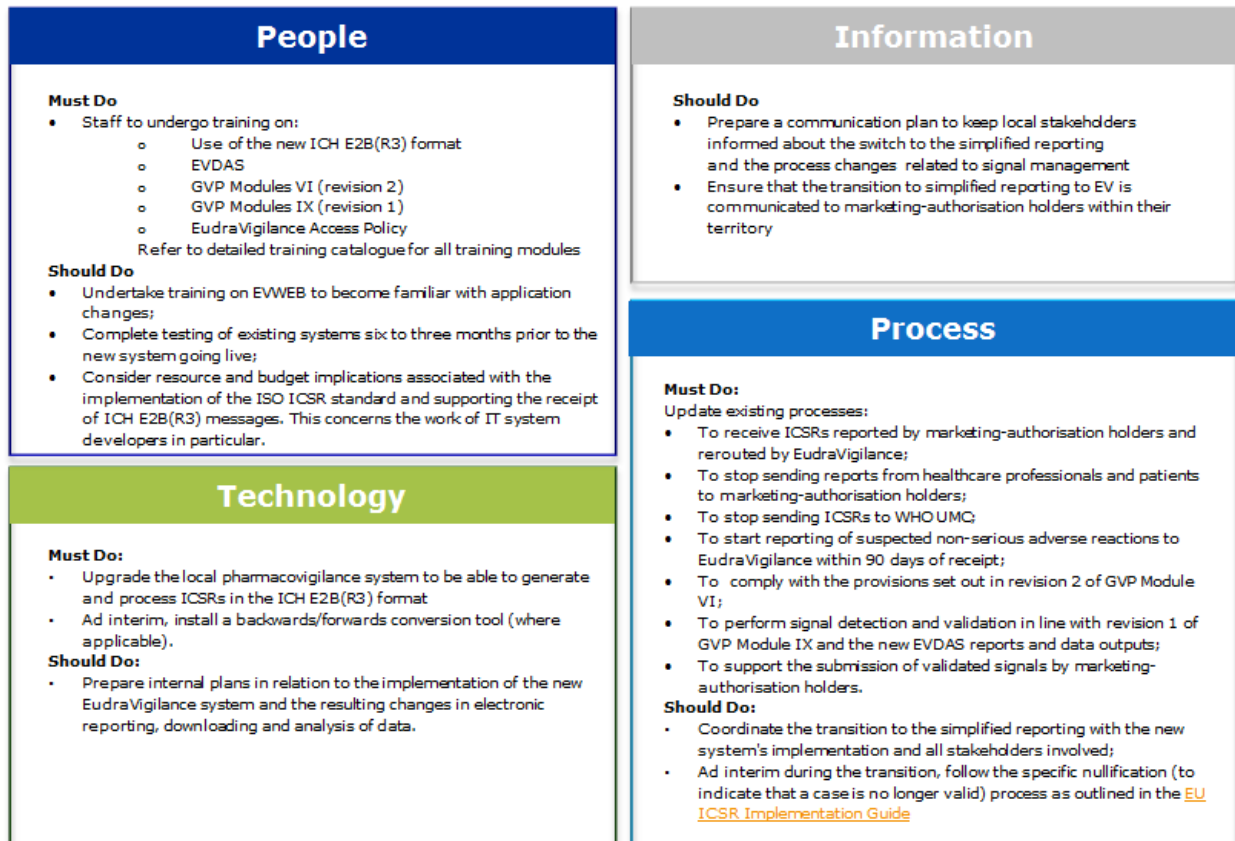 People
Must Do
• Staff to undergo training on:
o Use of the new ICH E2B(R3) format
o EVDAS
o GVP Modules VI (revision 2)
o GVP Modules IX (revision 1)
o EudraVigilance Access Policy
Refer to detailed training catalogue for all training modules
Should Do
• Undertake training on EVWEB to become familiar with application
changes;
• Complete testing of existing systems six to three months prior to the
new system going live;
• Consider resource and budget implications associated with the
implementation of the ISO ICSR standard and supporting the receipt
of ICH E2B(R3) messages. This concerns the work of IT system
developers in particular.
Information
Should Do
• Prepare a communication plan to keep local stakeholders
informed about the switch to the simplified reporting
and the process changes related to signal management
• Ensure that the transition to simplified reporting to EV is
communicated to marketing-authorisation holders within their
territory
Technology
Must Do:
• Upgrade the local pharmacovigilance system to be able to generate
and process ICSRs in the ICH E2B(R3) format
• Ad interim, install a backwards/forwards conversion tool (where
applicable).
Should Do:
• Prepare internal plans in relation to the implementation of the new
EudraVigilance system and the resulting changes in electronic
reporting, downloading and analysis of data.
Process
Must Do:
Update existing processes:
• To receive ICSRs reported by marketing-authorisation holders and
rerouted by EudraVigilance;
• To stop sending reports from healthcare professionals and patients
to marketing-authorisation holders;
• To stop sending ICSRs to WHO UMC;
• To start reporting of suspected non-serious adverse reactions to
EudraVigilance within 90 days of receipt;
• To comply with the provisions set out in revision 2 of GVP Module
VI;
• To perform signal detection and validation in line with revision 1 of
GVP Module IX and the new EVDAS reports and data outputs;
• To support the submission of validated signals by marketing-
authorisation holders.
Should Do:
• Coordinate the transition to the simplified reporting with the new
system's implementation and all stakeholders involved;
• Ad interim during the transition, follow the specific nullification (to
indicate that a case is no longer valid) process as outlined in the EU
ICSR Implementation Guide